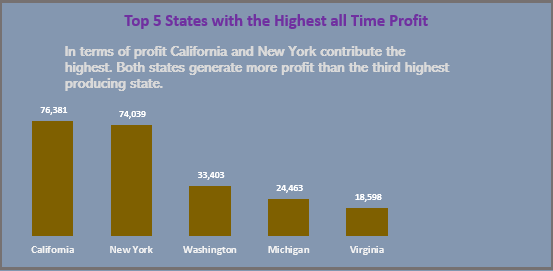 Top 5 States with the Highest all Time Profit
In terms of profit California and New York contribute the
highest. Both states generate more profit than the third highest
producing state.
76,381
74,039
33,403
24,463
18,598
California
New York
Washington
Michigan
Virginia